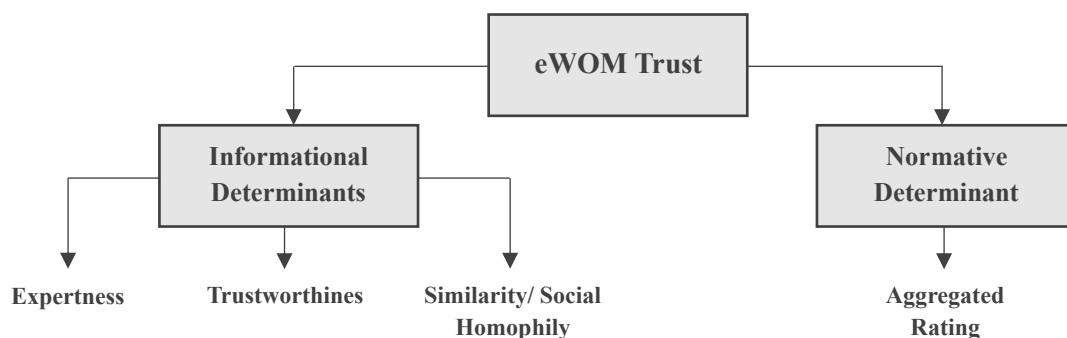 eWOM Trust
Informational
Determinants
Normative
Determinant
Expertness
Trustworthines
Similarity/ Social
Homophily
Aggregated
Rating